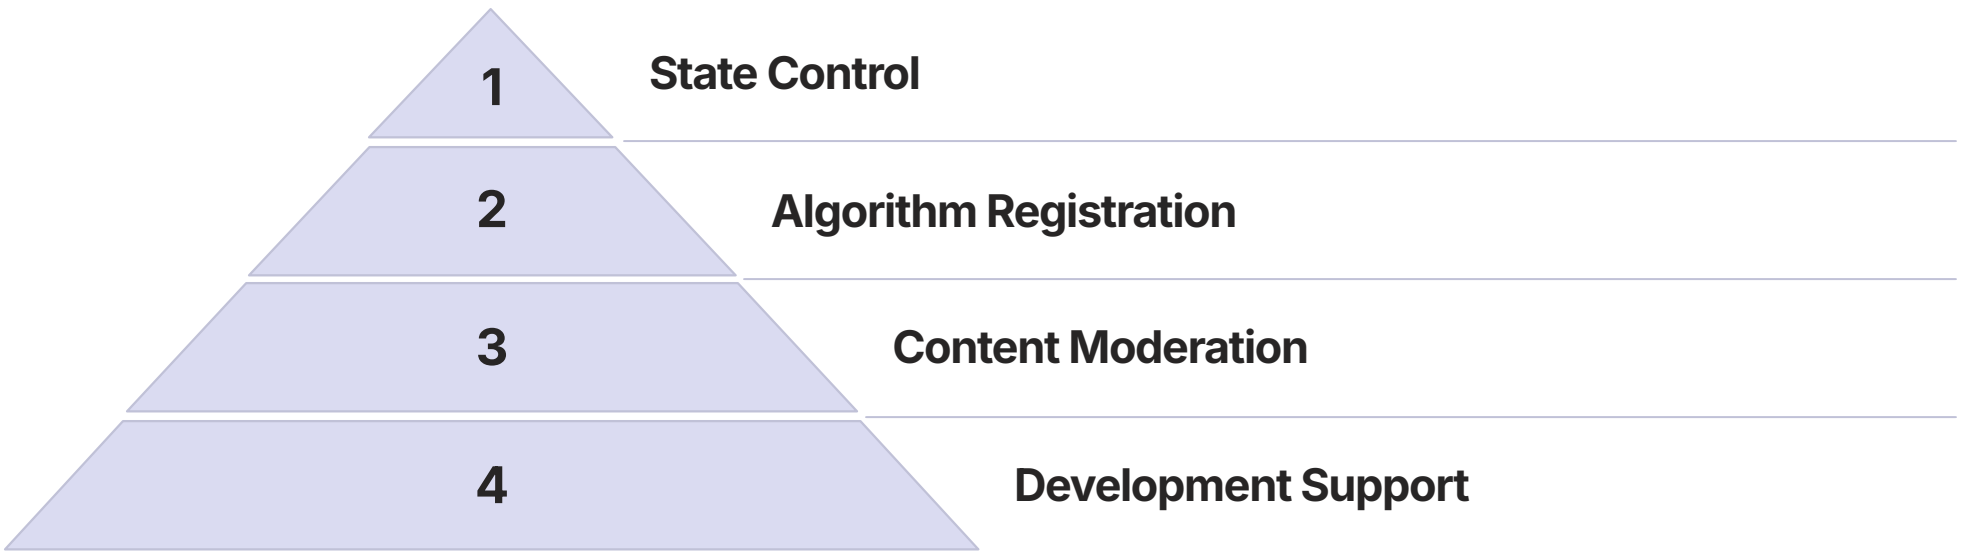 1
State Control
2
Algorithm Registration
3
Content Moderation
4
Development Support